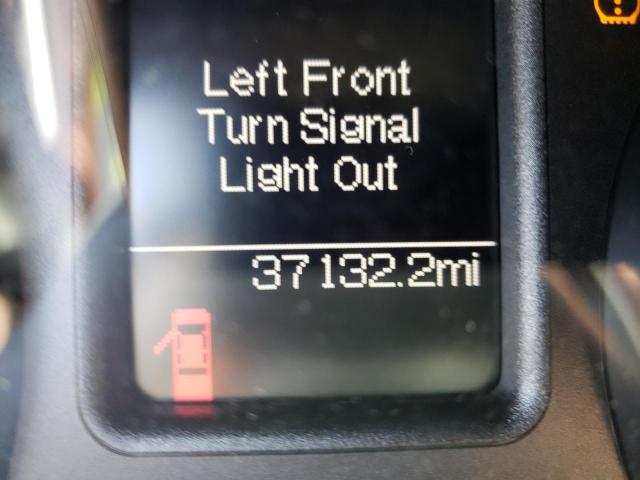 Left Front
Turn Signal
Light Out
37132.2mi